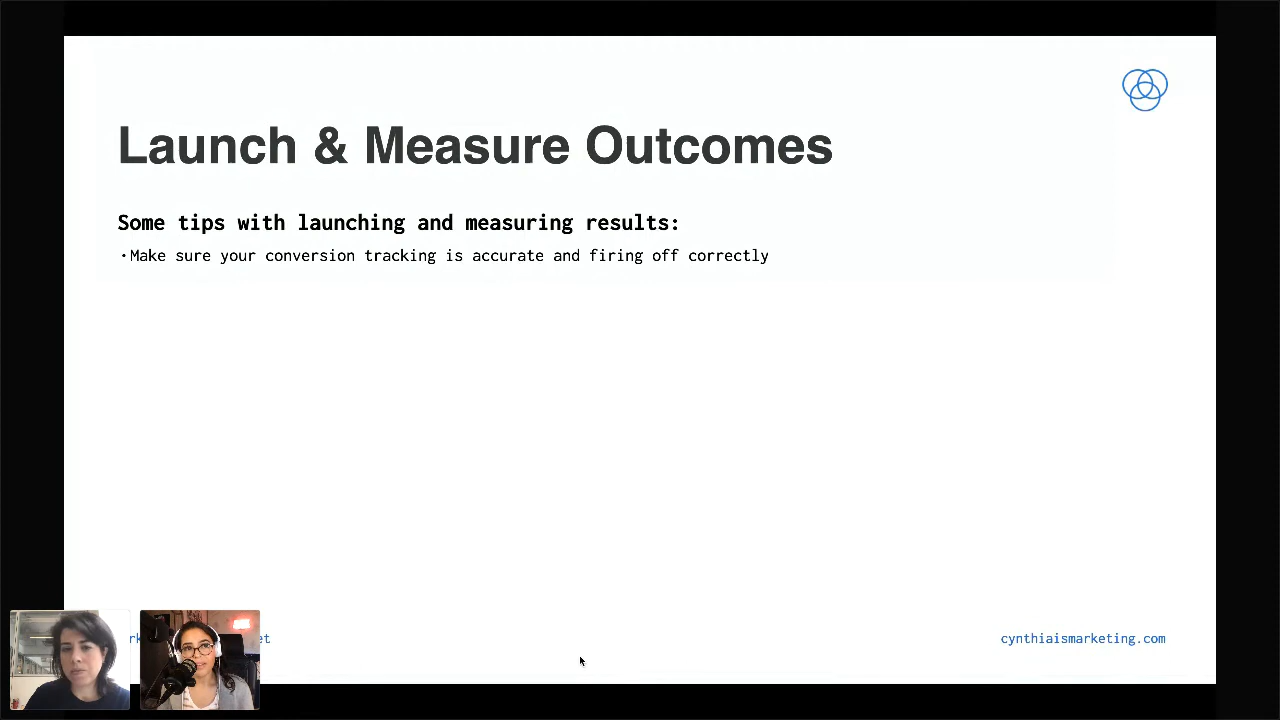 Launch & Measure Outcomes
Some tips with launching and measuring results:
•Make sure your conversion tracking is accurate and firing off correctly
cynthiaismarketing.com